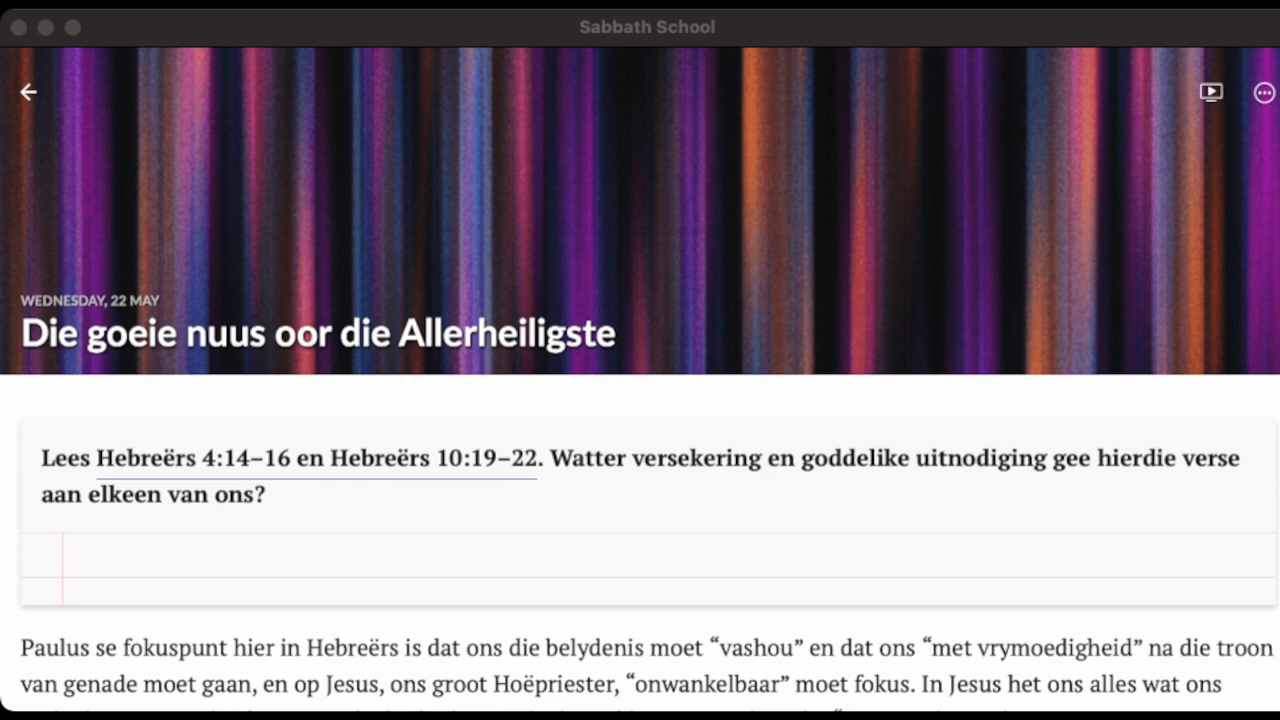 Sabbath School
WEDNESDAY, 22 MAY
Die goeie nuus oor die Allerheiligste
Lees Hebreërs 4:14–16 en Hebreërs 10:19–22. Watter versekering en goddelike uitnodiging gee hierdie verse
aan elkeen van ons?
Paulus se fokuspunt hier in Hebreërs is dat ons die belydenis moet “vashou” en dat ons “met vrymoedigheid” na die troon
van genade moet gaan, en op Jesus, ons groot Hoëpriester, “onwankelbaar” moet fokus. In Jesus het ons alles wat ons